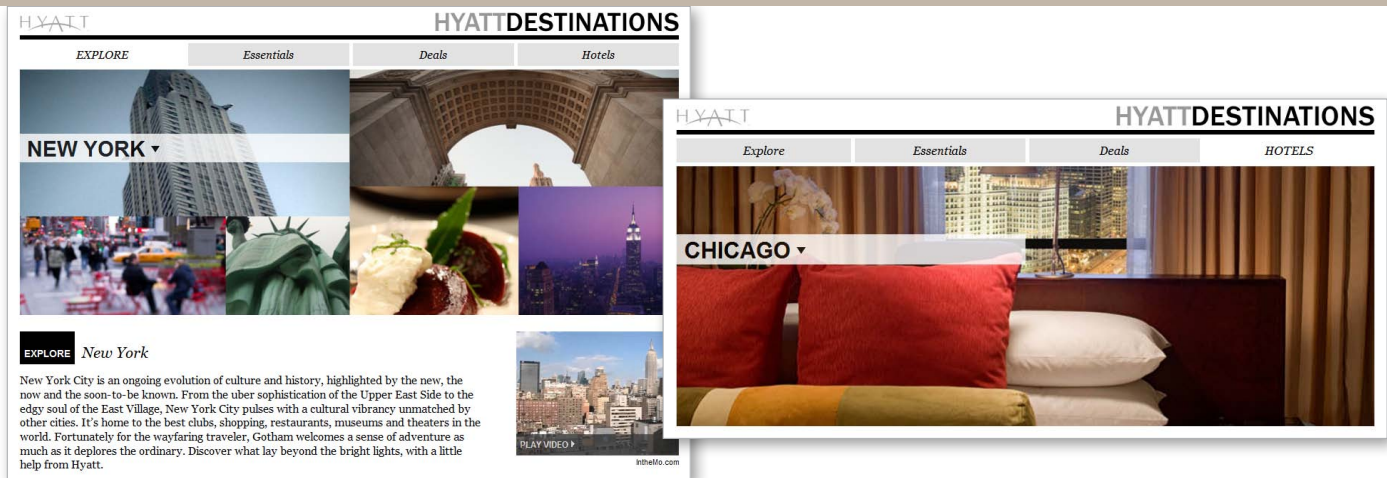 HYATT
HYATTDESTINATIONS
EXPLORE
Essentials
Deals
Hotels
NEW YORK
EXPLORE New York
New York City is an ongoing evolution of culture and history, highlighted by the new, the
now and the soon-to-be known. From the uber sophistication of the Upper East Side to the
edgy soul of the East Village, New York City pulses with a cultural vibrancy unmatched by
other cities. It's home to the best clubs, shopping, restaurants, museums and theaters in the
world. Fortunately for the wayfaring traveler, Gotham welcomes a sense of adventure as
much as it deplores the ordinary. Discover what lay beyond the bright lights, with a little
help from Hyatt.
PLAY VIDEO
IntheMo.com
HYATT
HYATTDESTINATIONS
Explore
Essentials
Deals
HOTELS
CHICAGO